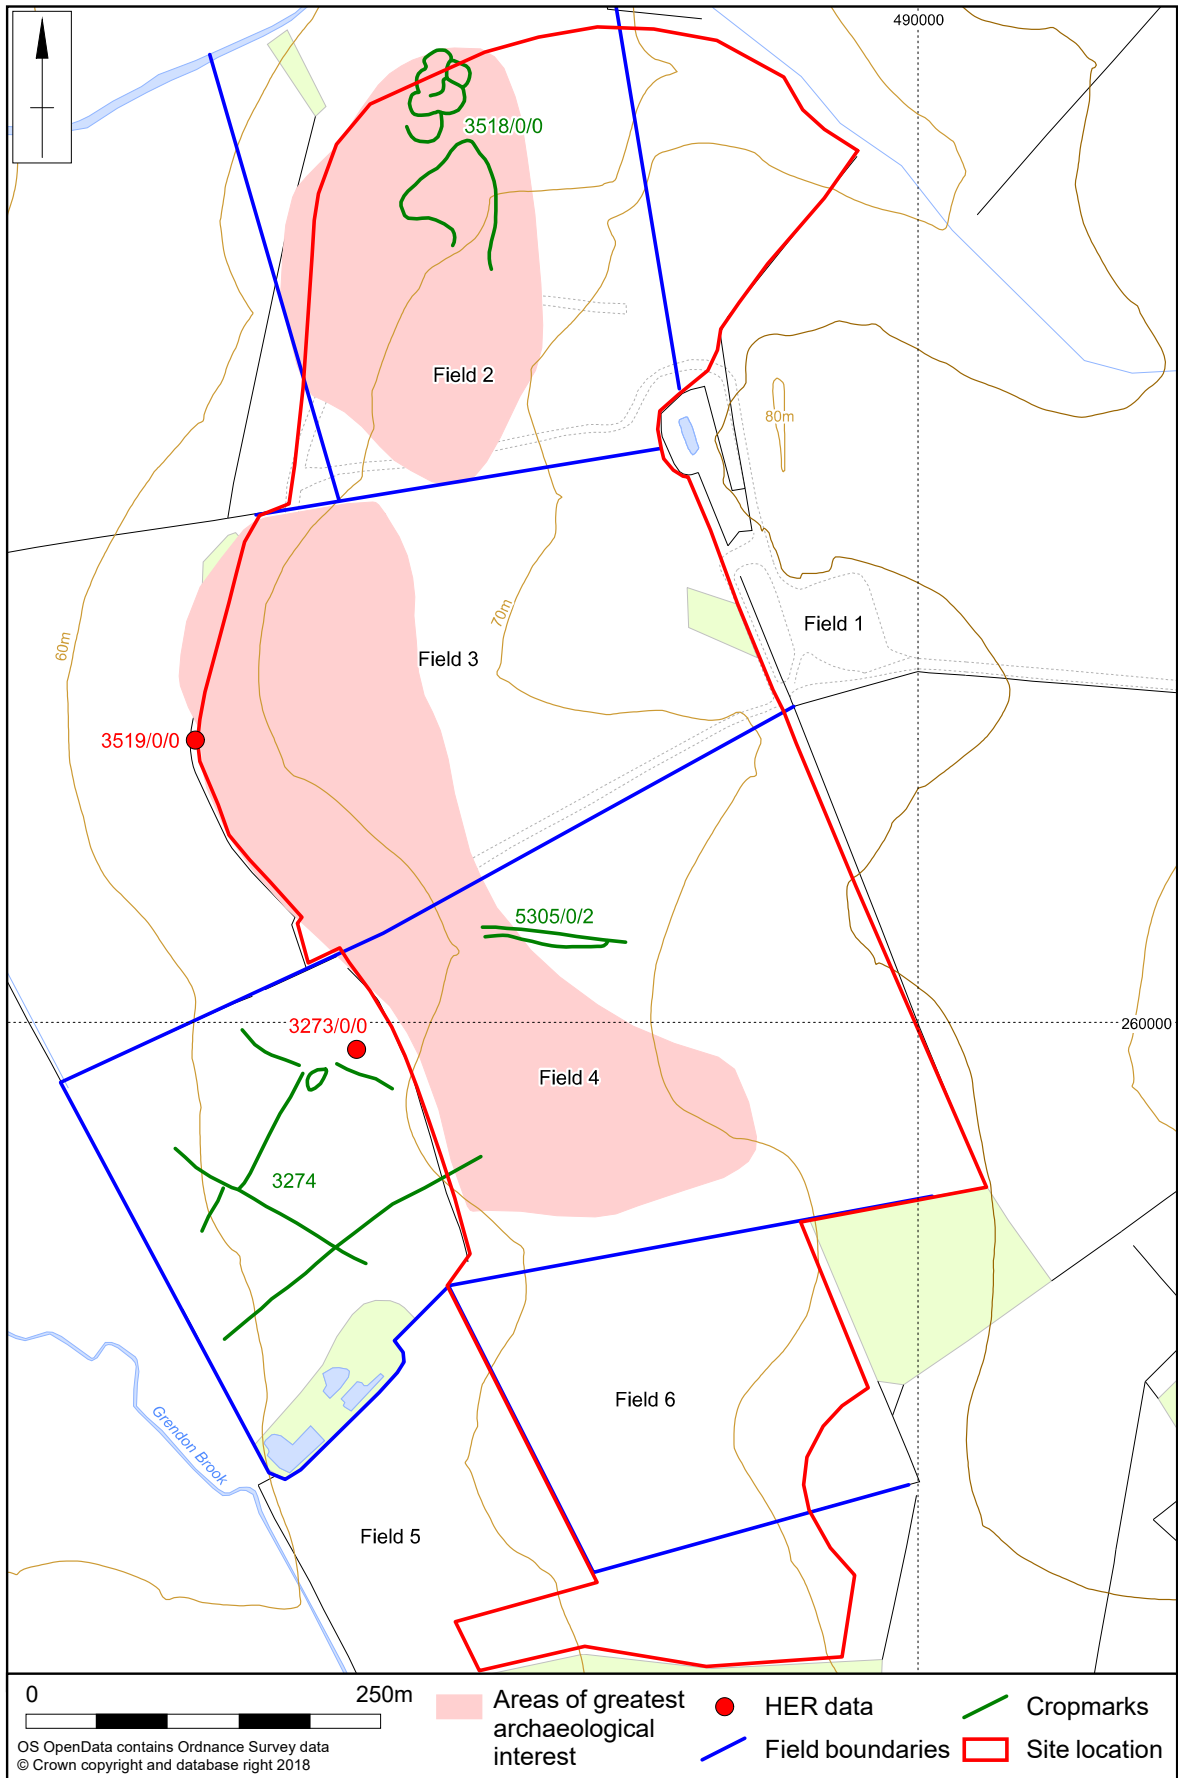 490000
3518/0/0
Field 2
80m
70m
Field 1
60m
Field 3
3519/0/0
5305/0/2
3273/0/0
260000
Field 4
3274
Field 6
Grendon Brook
Field 5
0 250m
OS OpenData contains Ordnance Survey data
© Crown copyright and database right 2018
Areas of greatest
archaeological
interest
HER data
Field boundaries
Cropmarks
Site location